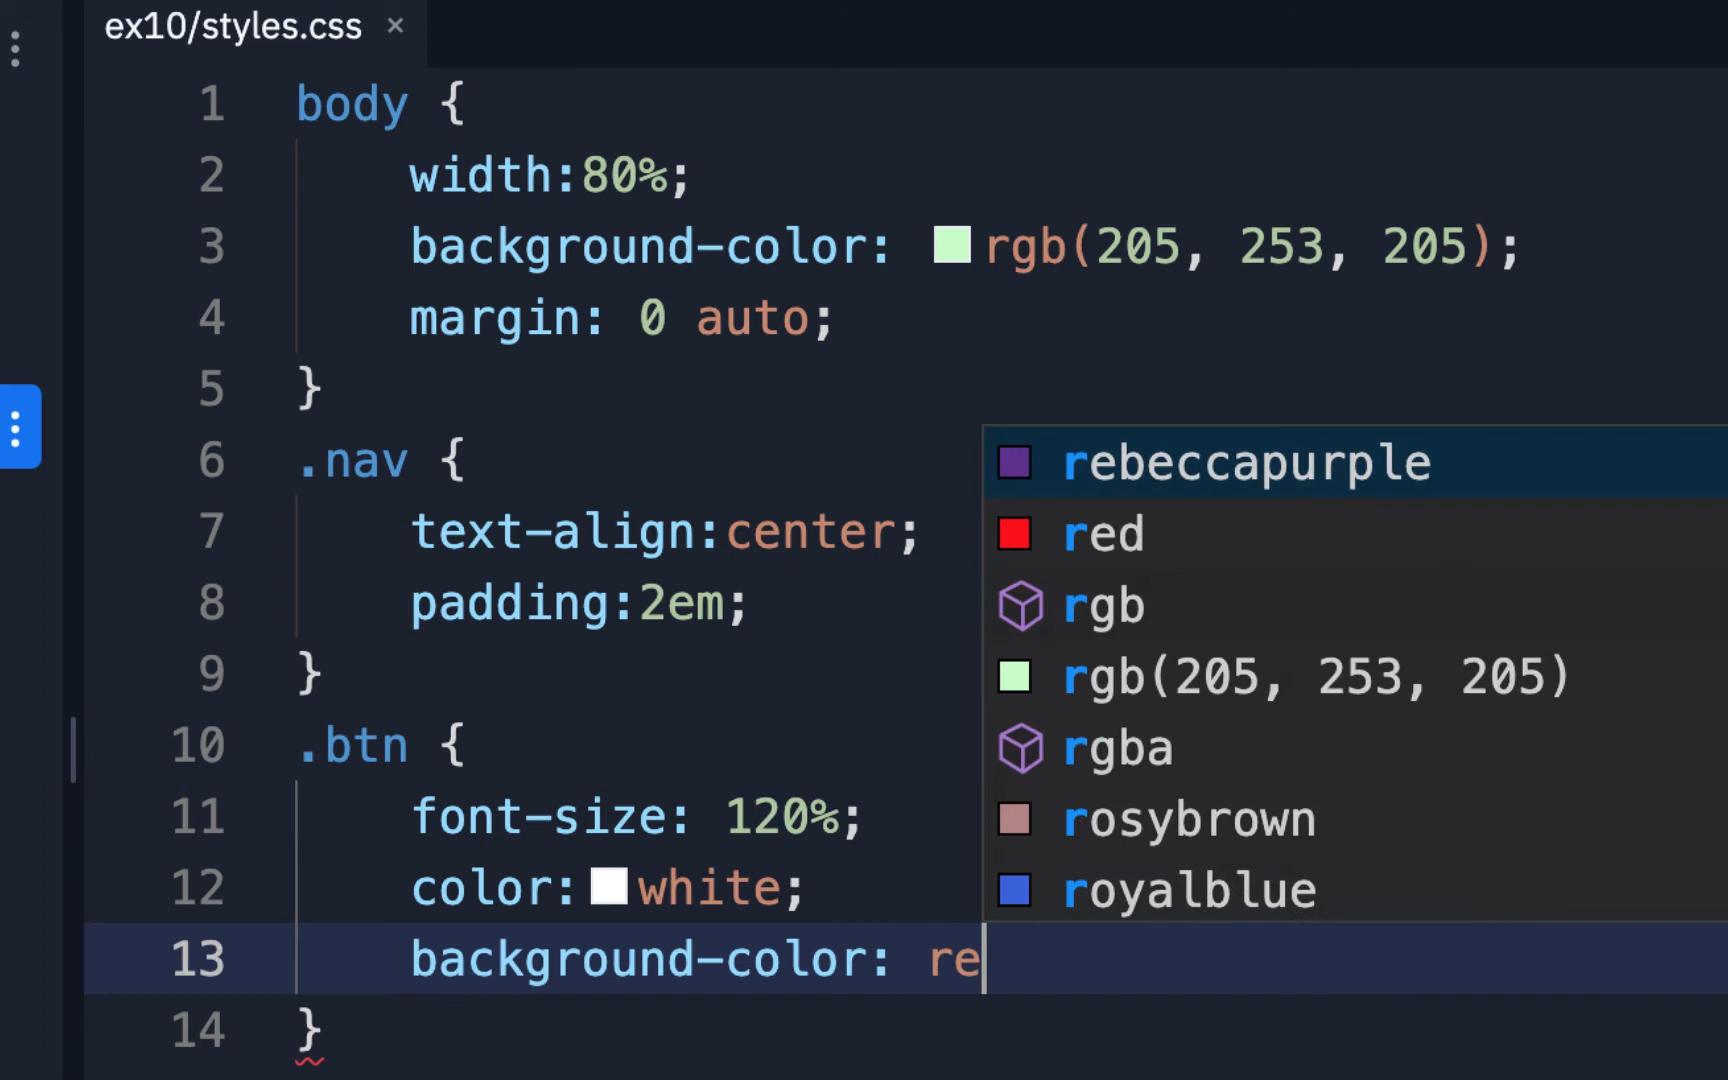 ex10/styles.css ×
1 body {
2 width:80%;
3 background-color: rgb(205, 253, 205);
4 margin: 0 auto;
5 }
6 .nav {
7 text-align:center;
8 padding:2em;
9 }
10 .btn {
11 font-size: 120%;
12 color: white;
13 background-color: re
14 }
rebeccapurple
red
rgb
rgb(205, 253, 205)
rgba
rosybrown
royalblue